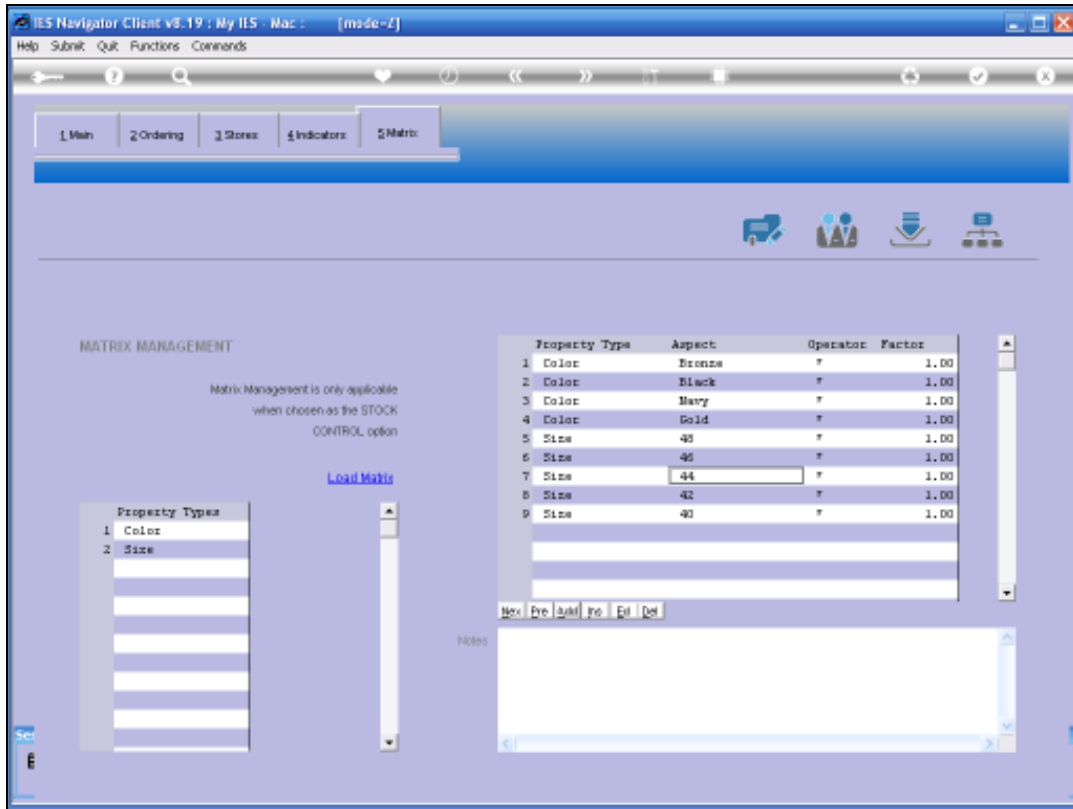 IES Navigator Client v8.19 : My IES - Mac : [mode=Z]
Help Submit Quit Functions Commands
1 Main 2 Ordering 3 Stores 4 Indicators 5 Matrix
MATRIX MANAGEMENT
Matrix Management is only applicable
when chosen as the STOCK
CONTROL option
Load Matrix
Property Types
1 Color
2 Size
Property Type Aspect Operator Factor
1 Color Bronze * 1.00
2 Color Black * 1.00
3 Color Navy * 1.00
4 Color Gold * 1.00
5 Size 48 * 1.00
6 Size 46 * 1.00
7 Size 44 * 1.00
8 Size 42 * 1.00
9 Size 40 * 1.00
Nex Pre Add Ins Del
Notes
Ser